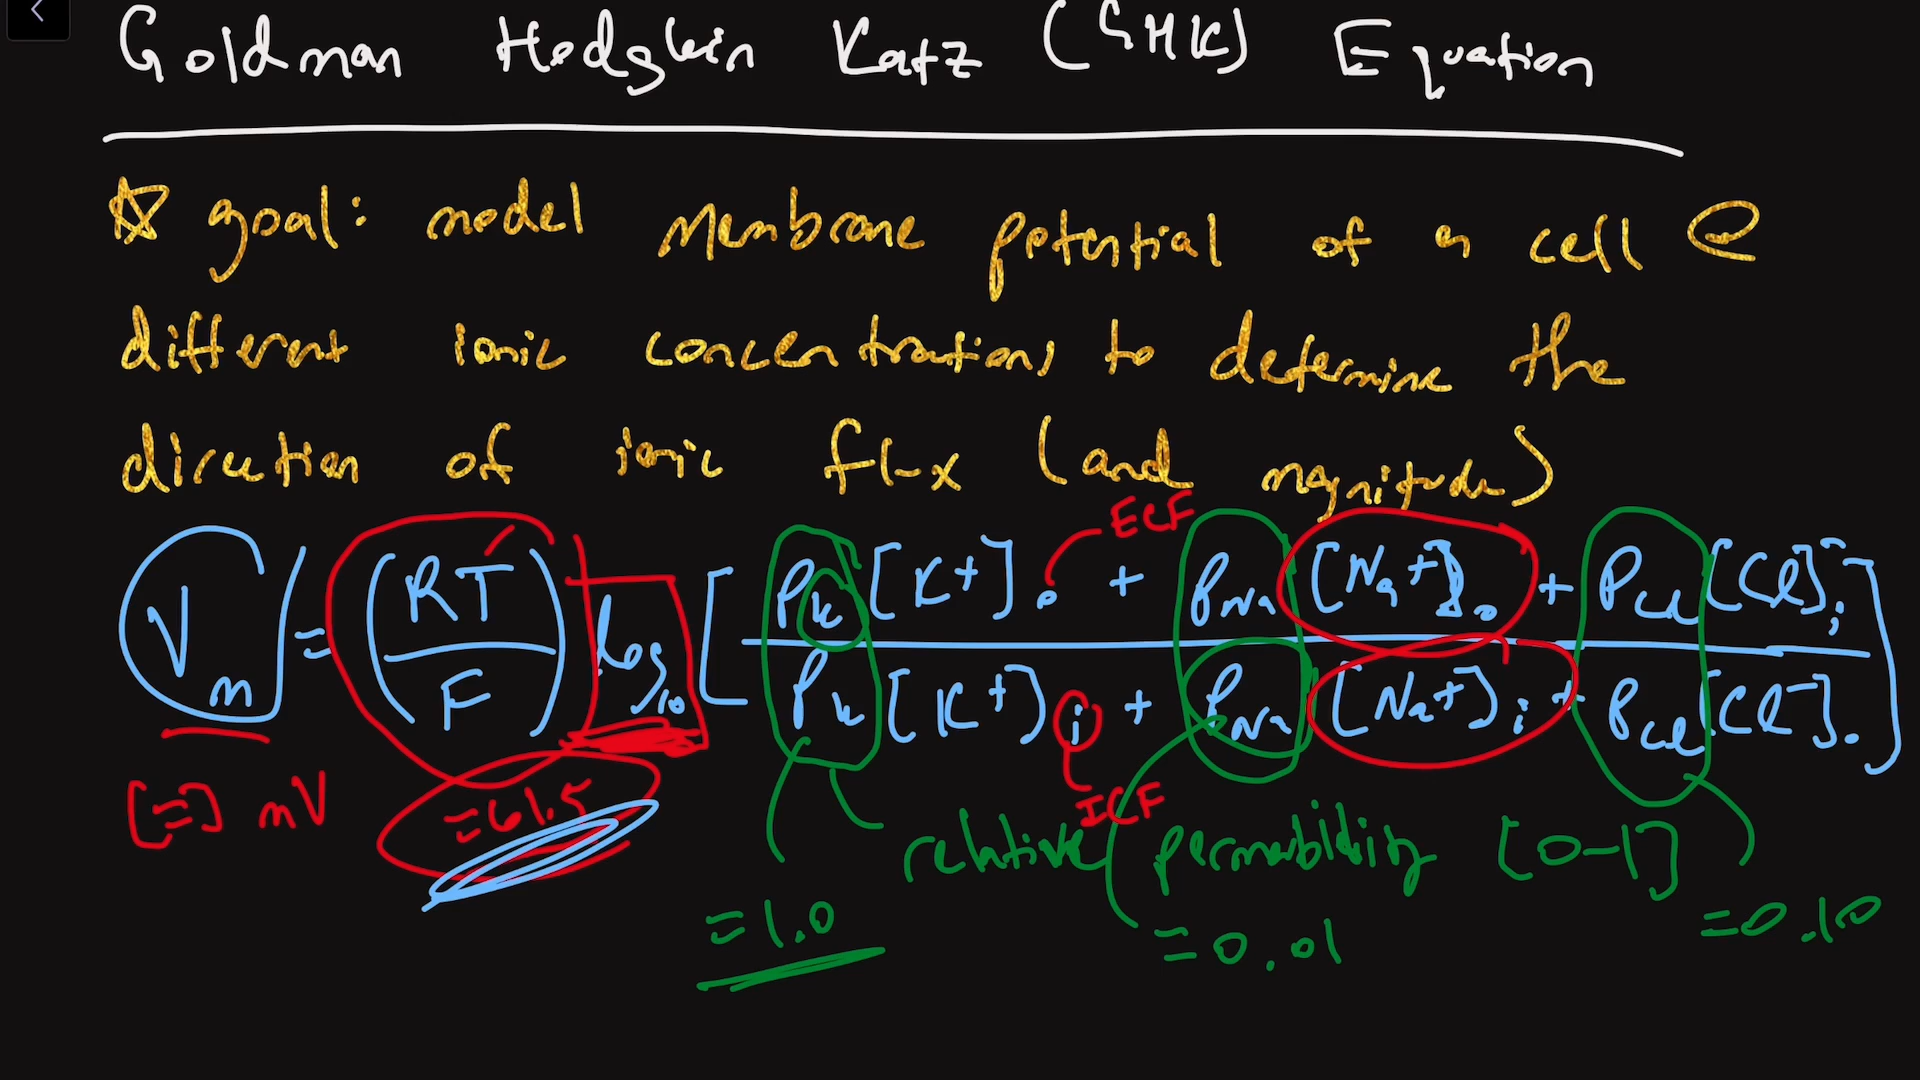 Goldman Hodgkin Katz (GHK) Equation
☆ goal: model membrane potential of a cell @
different ionic concentrations to determine the
direction of ionic flux (and magnitude)
ECF
Vm = (RT/F) log10 [ PK[K+]o + PNa[Na+]o + PCl[Cl]i / PK[K+]i + PNa[Na+]i + PCl[Cl-]o ]
[=] mV = 61.5 ICF
relative permeability [0-1]
= 1.0 = 0.01 = 0.10